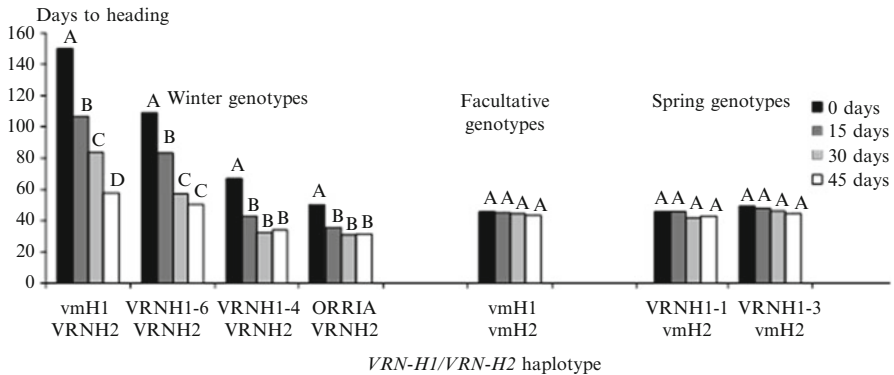 Days to heading
160
140
120
100
80
60
40
20
0
A
B
C
D
A
B
C
C
A
B
B
B
A
B
B
B
A
A
A
A
A
A
A
A
A
A
A
A
Winter genotypes
Facultative
genotypes
Spring genotypes
0 days
15 days
30 days
45 days
vmH1
VRNH2
VRNH1-6
VRNH2
VRNH1-4
VRNH2
ORRIA
VRNH2
vmH1
vmH2
VRNH1-1
vmH2
VRNH1-3
vmH2
VRN-H1/VRN-H2 haplotype